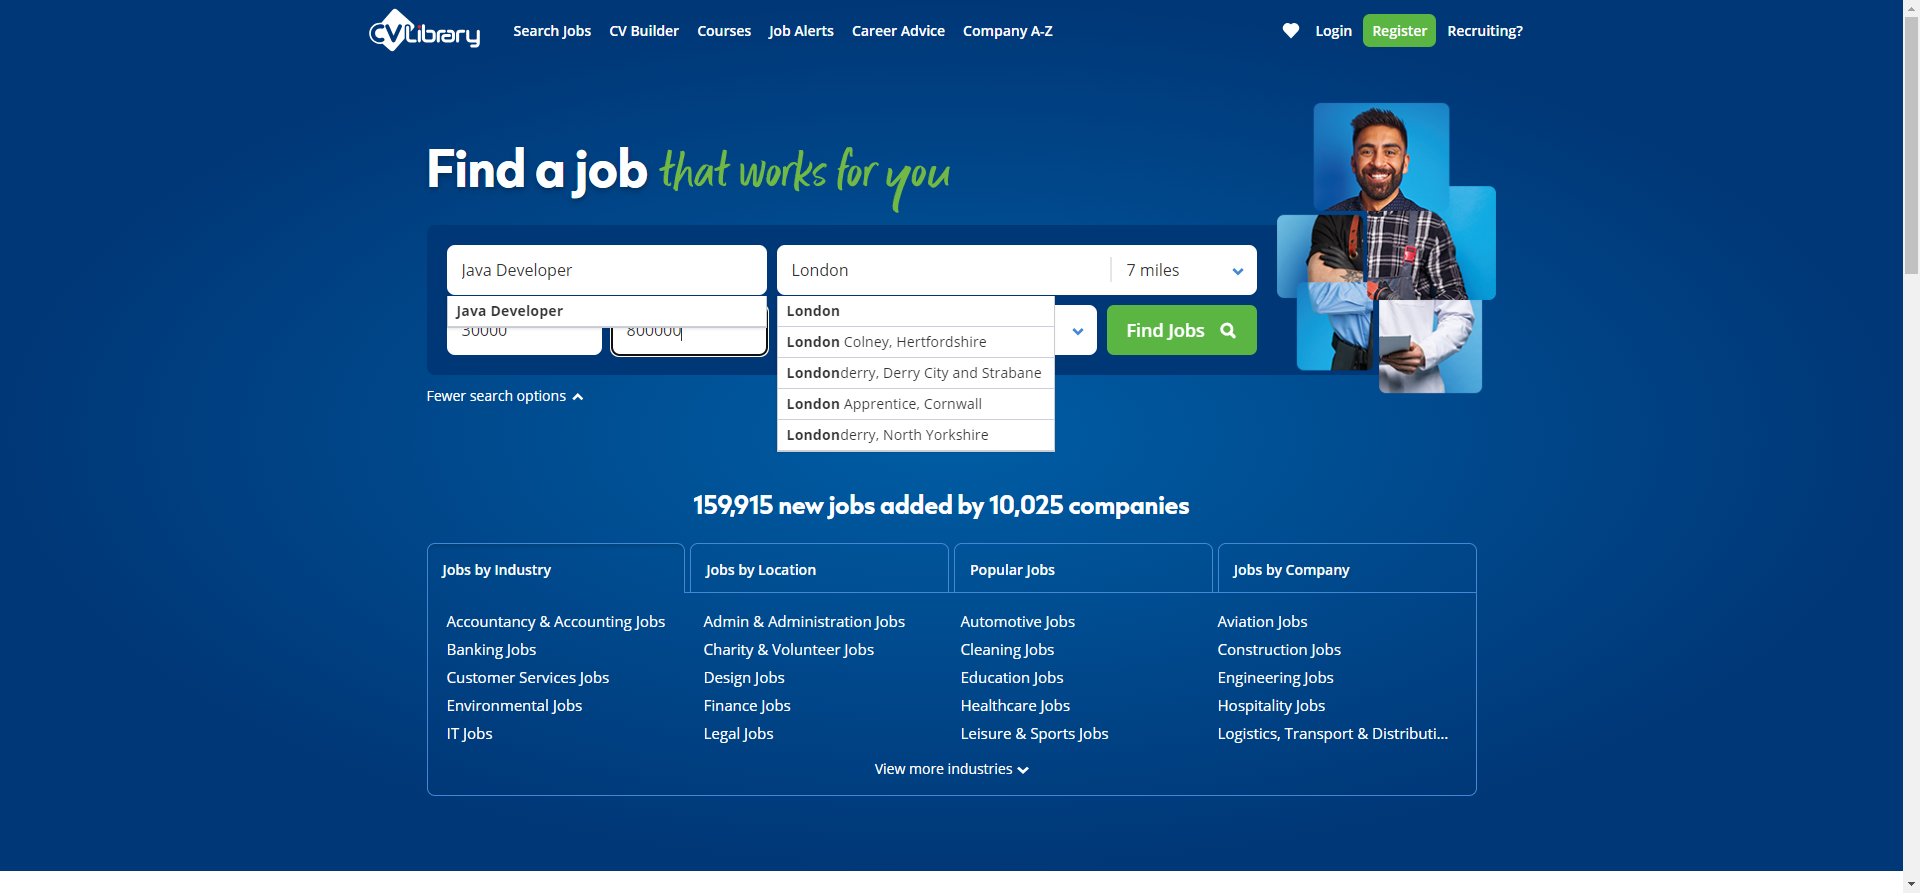 CV Library
Search Jobs CV Builder Courses Job Alerts Career Advice Company A-Z Login Register Recruiting?
Find a job that works for you
Java Developer London 7 miles
Java Developer
London
30000 800000 Find Jobs
London Colney, Hertfordshire
Londonderry, Derry City and Strabane
Fewer search options
London Apprentice, Cornwall
Londonderry, North Yorkshire
159,915 new jobs added by 10,025 companies
Jobs by Industry Jobs by Location Popular Jobs Jobs by Company
Accountancy & Accounting Jobs Admin & Administration Jobs Automotive Jobs Aviation Jobs
Banking Jobs Charity & Volunteer Jobs Cleaning Jobs Construction Jobs
Customer Services Jobs Design Jobs Education Jobs Engineering Jobs
Environmental Jobs Finance Jobs Healthcare Jobs Hospitality Jobs
IT Jobs Legal Jobs Leisure & Sports Jobs Logistics, Transport & Distributi...
View more industries